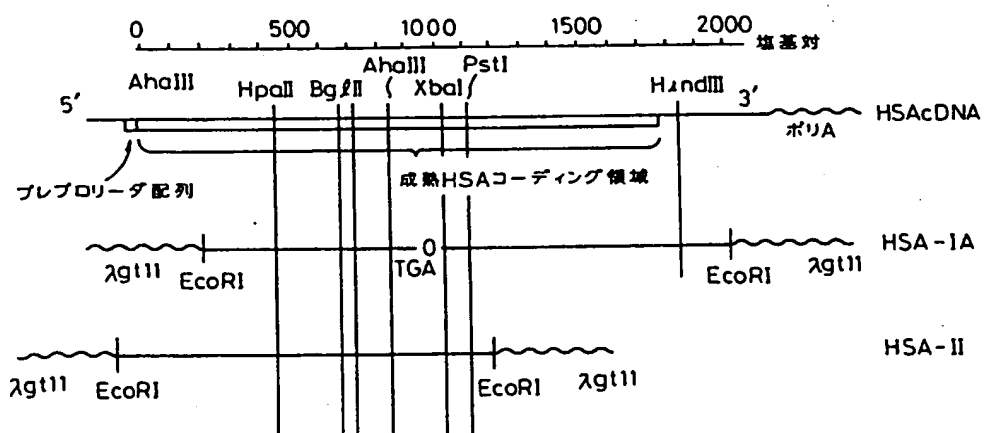 0 500 1000 1500 2000 塩基対
AhaIII PstI
AhaIII HpaII BglII XbaI HindIII
5′ 3′ HSAcDNA
ポリA
プレプロリーダ配列 成熟HSAコーディング領域
0 HSA-IA
λgt11 EcoRI TGA EcoRI λgt11
HSA-II
λgt11 EcoRI EcoRI λgt11